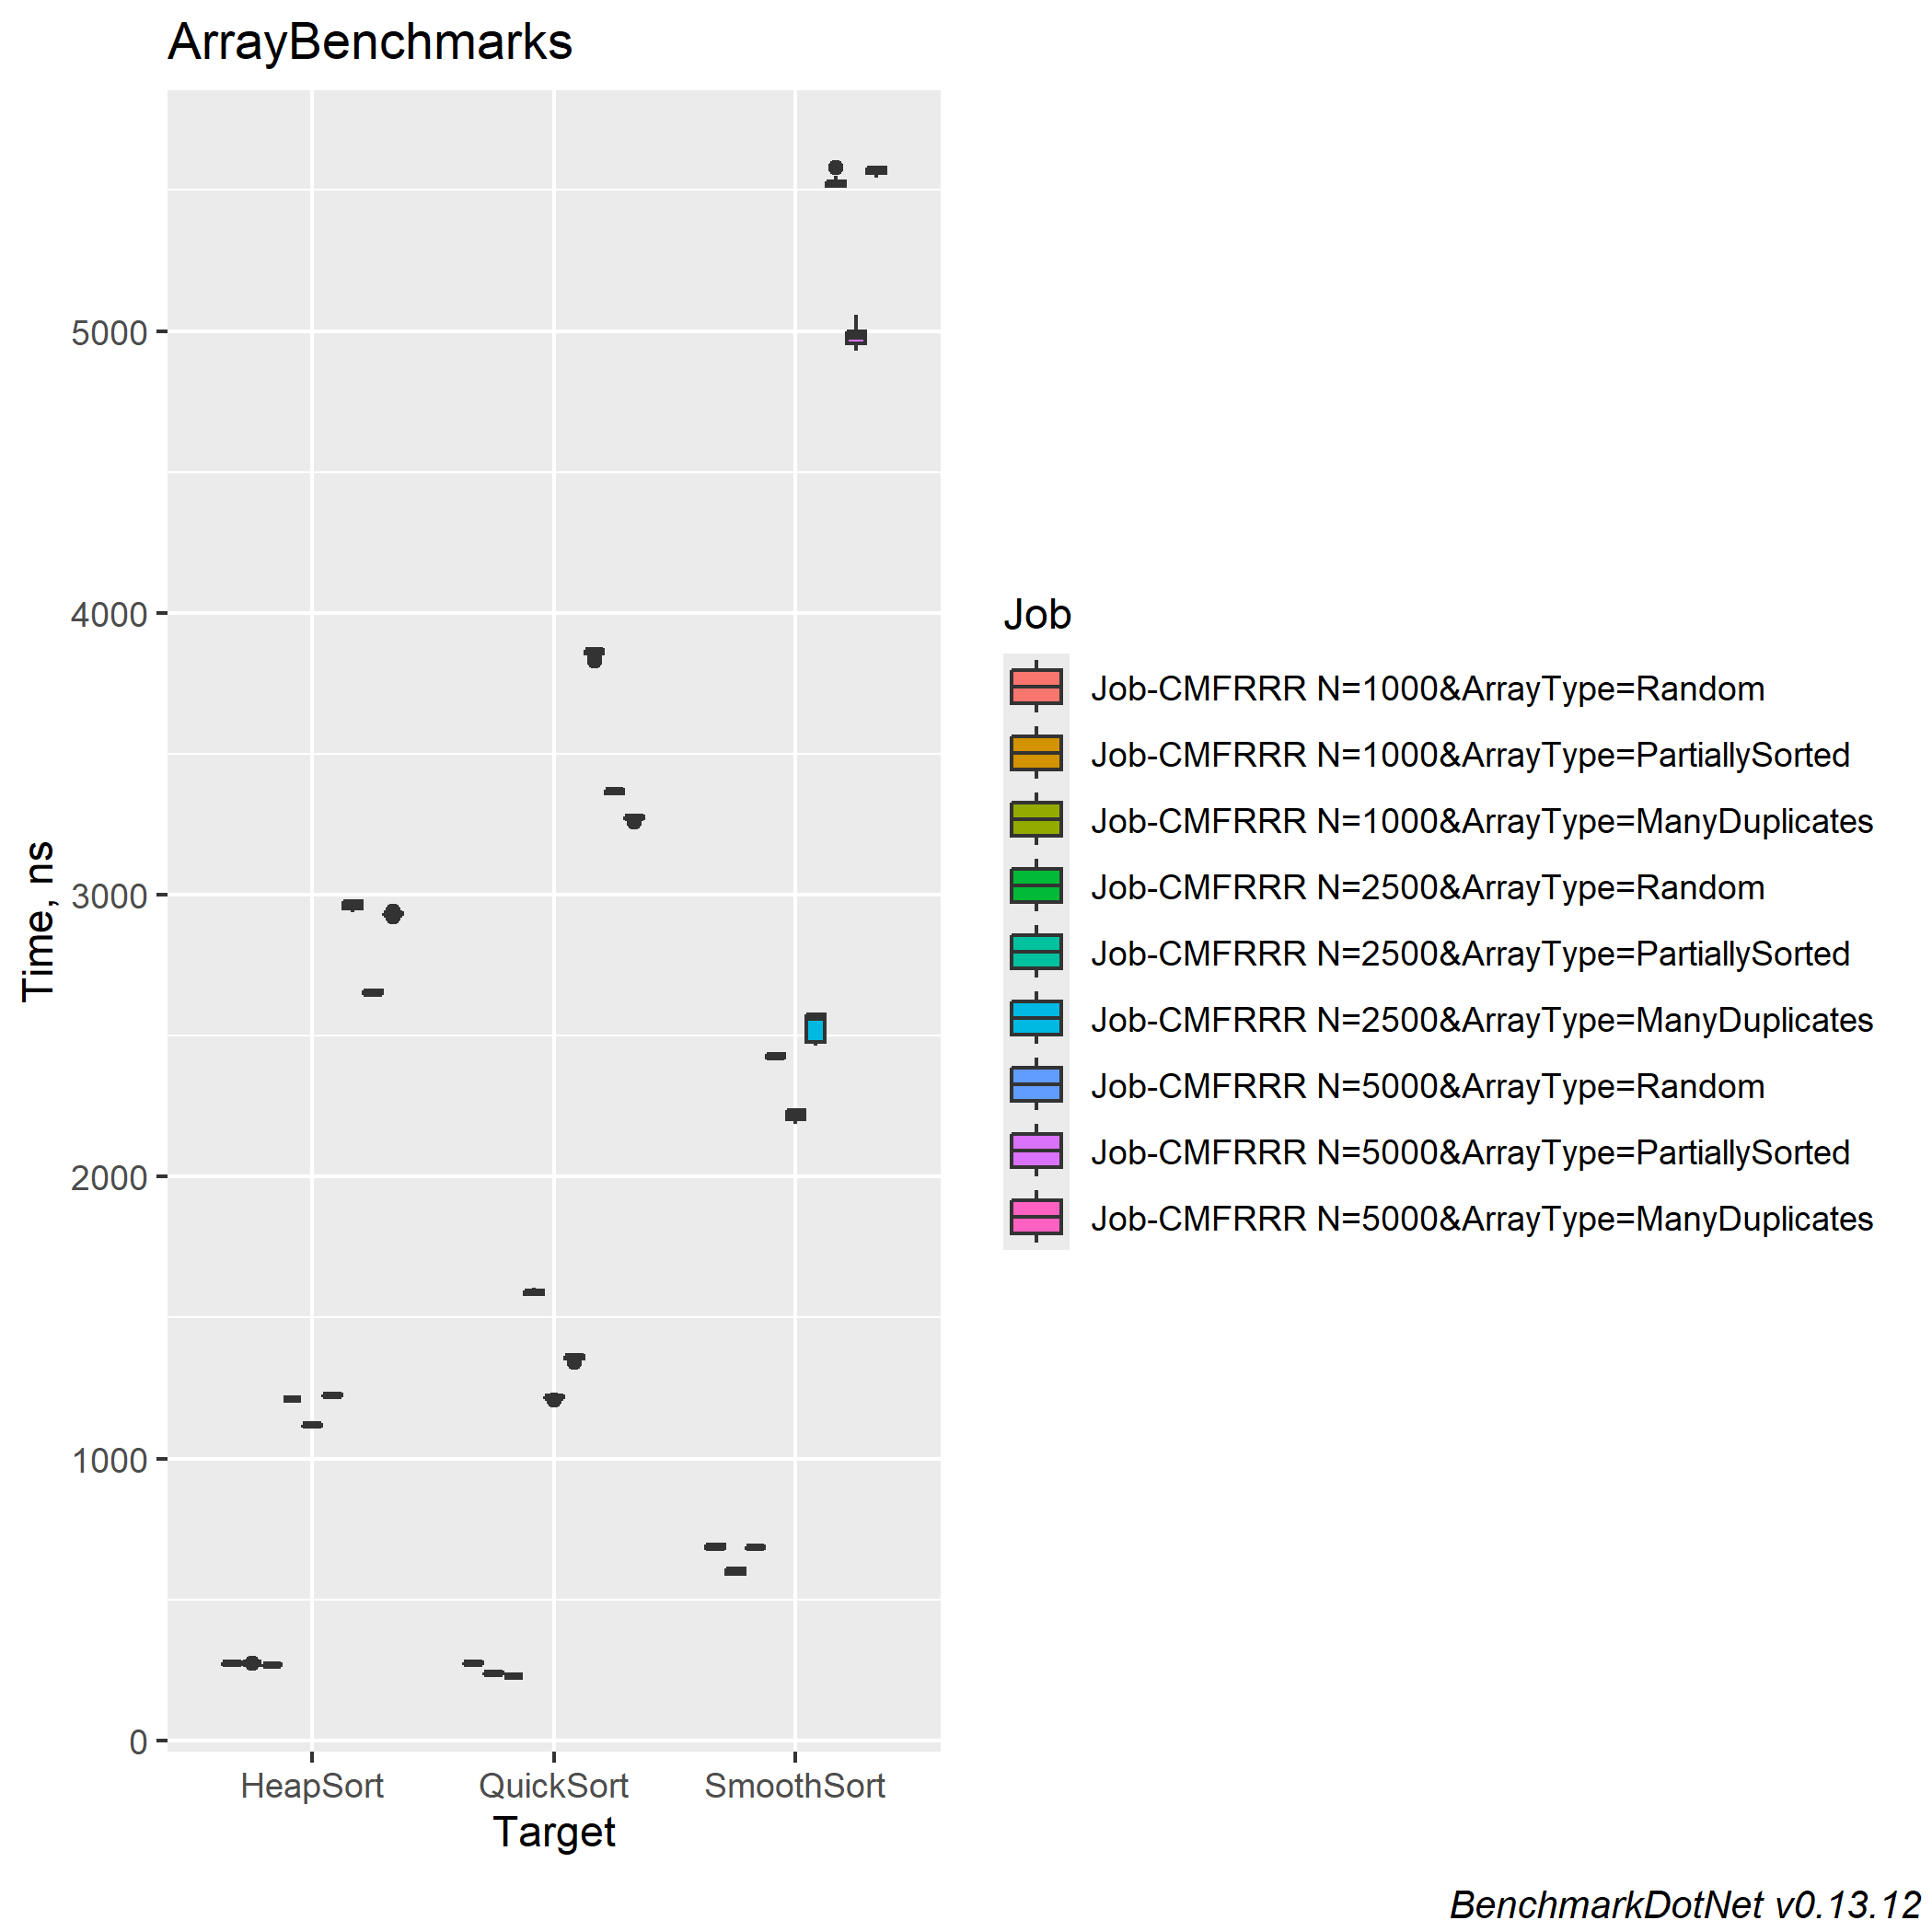 ArrayBenchmarks
Time, ns
5000
4000
3000
2000
1000
0
HeapSort QuickSort SmoothSort
Target
Job
Job-CMFRRR N=1000&ArrayType=Random
Job-CMFRRR N=1000&ArrayType=PartiallySorted
Job-CMFRRR N=1000&ArrayType=ManyDuplicates
Job-CMFRRR N=2500&ArrayType=Random
Job-CMFRRR N=2500&ArrayType=PartiallySorted
Job-CMFRRR N=2500&ArrayType=ManyDuplicates
Job-CMFRRR N=5000&ArrayType=Random
Job-CMFRRR N=5000&ArrayType=PartiallySorted
Job-CMFRRR N=5000&ArrayType=ManyDuplicates
BenchmarkDotNet v0.13.12